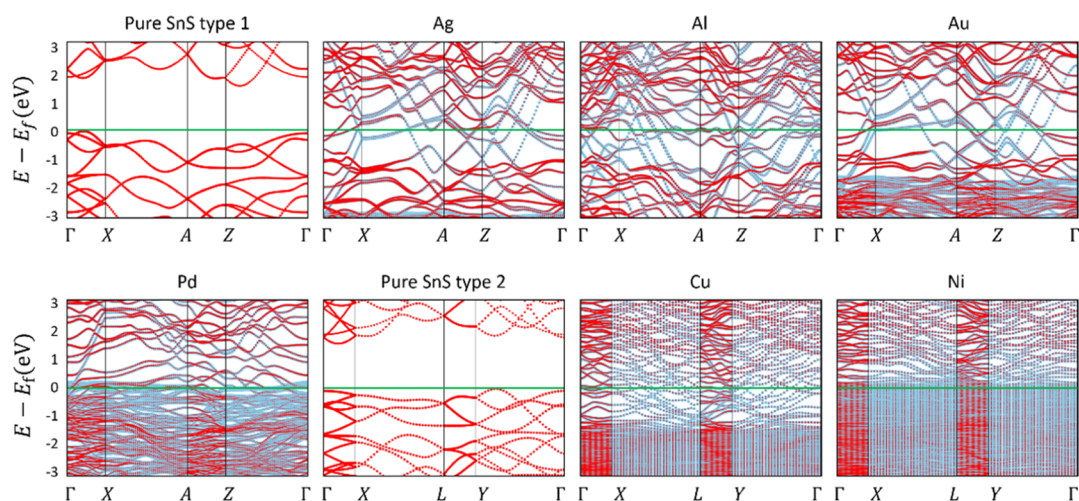 Pure SnS type 1
Ag
Al
Au
E − E_f(eV)
3
2
1
0
-1
-2
-3
Γ X A Z Γ
Γ X A Z Γ
Γ X A Z Γ
Γ X A Z Γ
Pd
Pure SnS type 2
Cu
Ni
E − E_f(eV)
3
2
1
0
-1
-2
-3
Γ X A Z Γ
Γ X L Y Γ
Γ X L Y Γ
Γ X L Y Γ